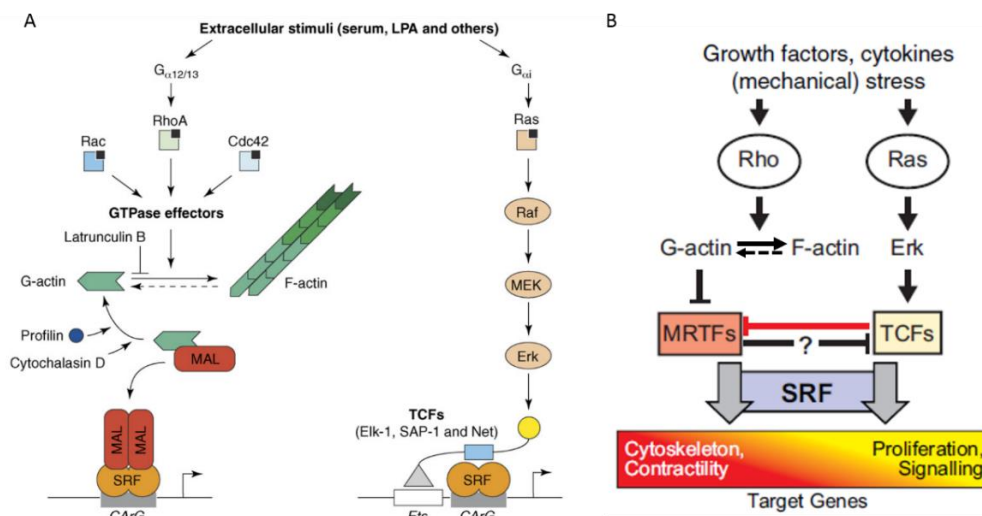 A
Extracellular stimuli (serum, LPA and others)
Gα12/13
Gαi
RhoA
Ras
Rac
Cdc42
GTPase effectors
Raf
Latrunculin B
G-actin
F-actin
MEK
Profilin
MAL
Cytochalasin D
Erk
TCFs
(Elk-1, SAP-1 and Net)
MAL
MAL
SRF
SRF
Ets
CArG
CArG
B
Growth factors, cytokines
(mechanical) stress
Rho
Ras
G-actin
F-actin
Erk
MRTFs
?
TCFs
SRF
Cytoskeleton,
Contractility
Proliferation,
Signalling
Target Genes